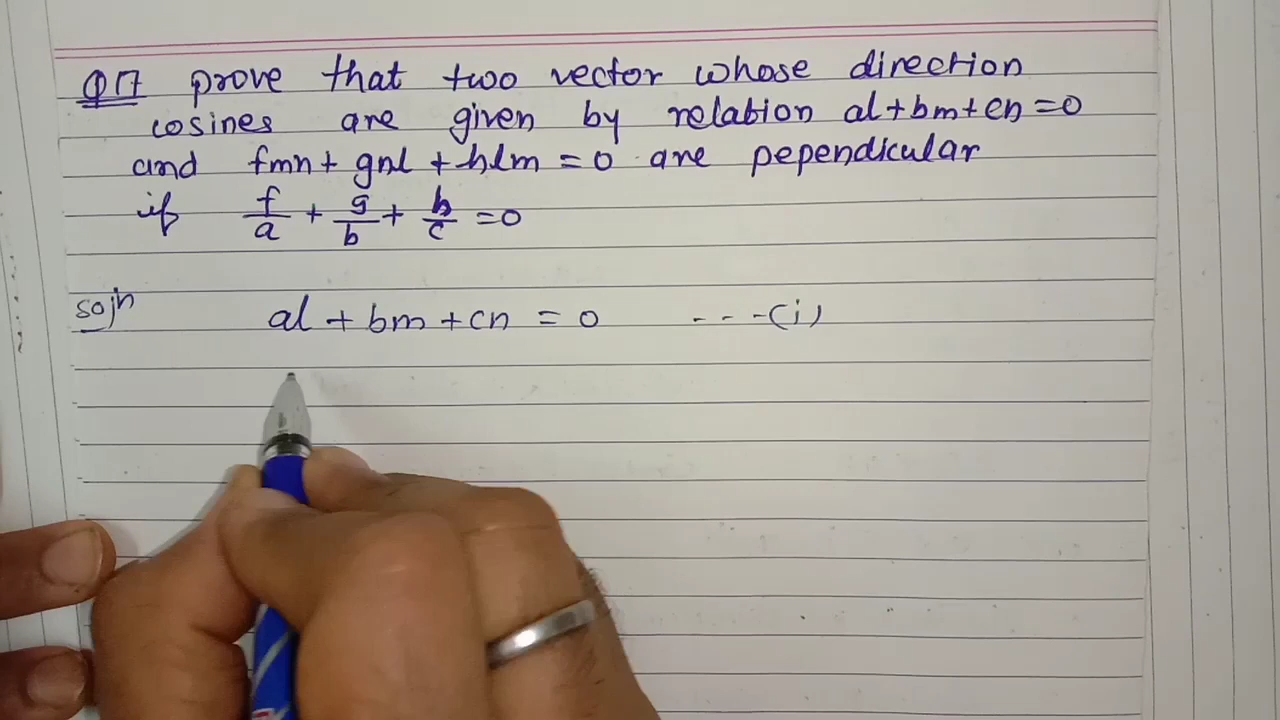 Q17 prove that two vector whose direction
cosines are given by relation al+bm+cn=0
and fmn + gnl + hlm = 0 are pependicular
if f/a + g/b + h/c = 0
soln al + bm + cn = 0 ---(i)